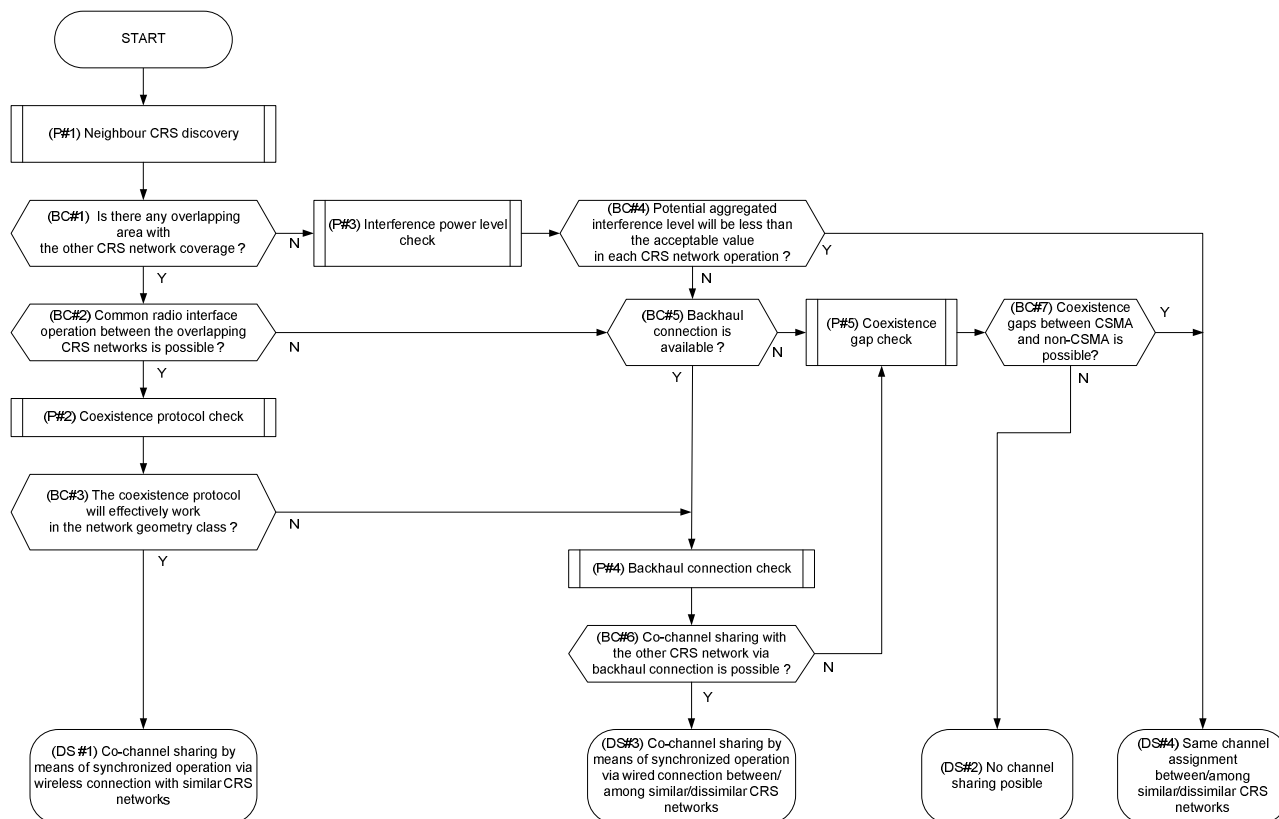 START
(P#1) Neighbour CRS discovery
(BC#1) Is there any overlapping
area with
the other CRS network coverage ?
N
Y
(P#3) Interference power level
check
(BC#4) Potential aggregated
interference level will be less than
the acceptable value
in each CRS network operation ?
Y
N
(BC#2) Common radio interface
operation between the overlapping
CRS networks is possible ?
N
Y
(BC#5) Backhaul
connection is
available ?
N
Y
(P#5) Coexistence
gap check
(BC#7) Coexistence
gaps between CSMA
and non-CSMA is
possible?
Y
N
(P#2) Coexistence protocol check
(BC#3) The coexistence protocol
will effectively work
in the network geometry class ?
N
Y
(P#4) Backhaul connection check
(BC#6) Co-channel sharing with
the other CRS network via
backhaul connection is possible ?
N
Y
(DS #1) Co-channel sharing by
means of synchronized operation via
wireless connection with similar CRS
networks
(DS#3) Co-channel sharing by
means of synchronized operation
via wired connection between/
among similar/dissimilar CRS
networks
(DS#2) No channel
sharing posible
(DS#4) Same channel
assignment
between/among
similar/dissimilar CRS
networks